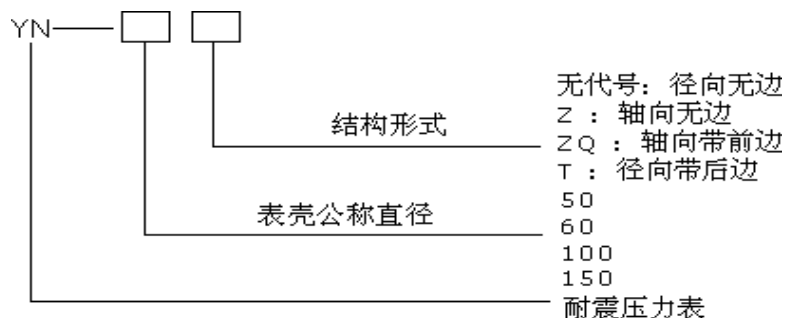 YN
无代号：径向无边
结构形式
Z ：轴向无边
ZQ ：轴向带前边
T ：径向带后边
50
表壳公称直径
60
100
150
耐震压力表